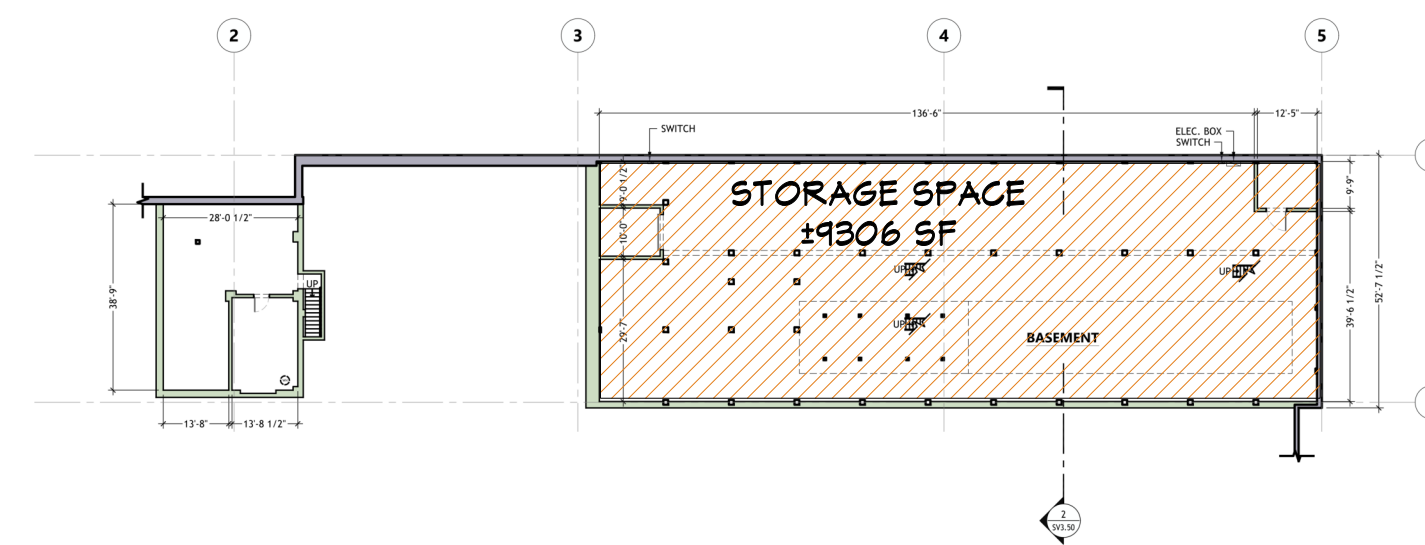 2
3
4
5
136'-6"
12'-5"
SWITCH
ELEC. BOX
SWITCH
9'-0 1/2"
9'-9"
STORAGE SPACE
±9306 SF
28'-0 1/2"
10'-0"
UP
UP
UP
38'-9"
29'-7"
UP
BASEMENT
39'-6 1/2"
52'-7 1/2"
13'-8"
13'-8 1/2"
2
SV3.50